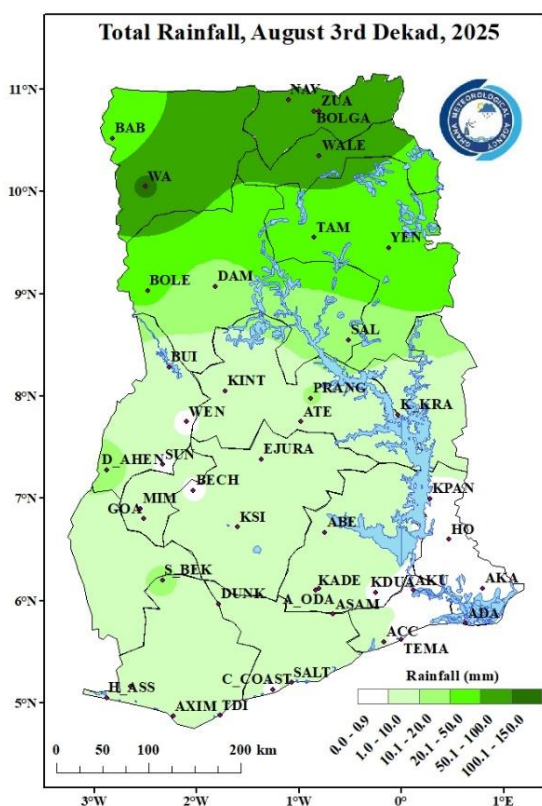 Total Rainfall, August 3rd Dekad, 2025
11°N
NAV
ZUA
BOLGA
BAB
WALE
GHANA METEOROLOGICAL AGENCY
WA
10°N
TAM
YEN
BOLE
DAM
9°N
SAL
BUI
KINT
PRANG
8°N
WEN
ATE
K_KRA
D_AHEN
SUN
EJURA
BECH
7°N
KPAN
MIM
GOA
KSI
ABE
HO
S_BEK
KADE
KDUA
AKU
AKA
6°N
DUNK
A_ODA
ASAM
ADA
ACC
TEMA
C_COAST
SALT
Rainfall (mm)
H_ASS
5°N
AXIM
TDI
0.0 - 0.9
1.0 - 10.0
10.1 - 20.0
20.1 - 50.0
50.1 - 100.0
100.1 - 150.0
0 50 100 200 km
3°W 2°W 1°W 0° 1°E